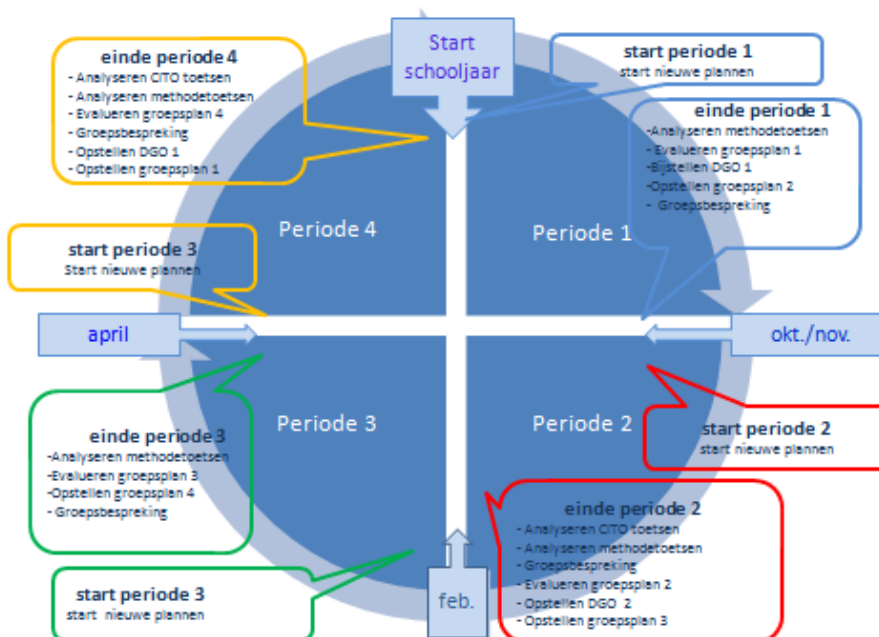 einde periode 4
- Analyseren CITO toetsen
- Analyseren methodetoetsen
- Evalueren groepsplan 4
- Groepsbespreking
- Opstellen DGO 1
- Opstellen groepsplan 1
Start
schooljaar
start periode 1
start nieuwe plannen
einde periode 1
-Analyseren methodetoetsen
- Evalueren groepsplan 1
-Bijstellen DGO 1
-Opstellen groepsplan 2
- Groepsbespreking
Periode 4
Periode 1
start periode 3
Start nieuwe plannen
april
okt./nov.
Periode 3
Periode 2
einde periode 3
-Analyseren methodetoetsen
-Evalueren groepsplan 3
-Opstellen groepsplan 4
- Groepsbespreking
start periode 2
start nieuwe plannen
einde periode 2
- Analyseren CITO toetsen
- Analyseren methodetoetsen
- Groepsbespreking
- Evalueren groepsplan 2
- Opstellen DGO 2
- Opstellen groepsplan 3
start periode 3
start nieuwe plannen
feb.